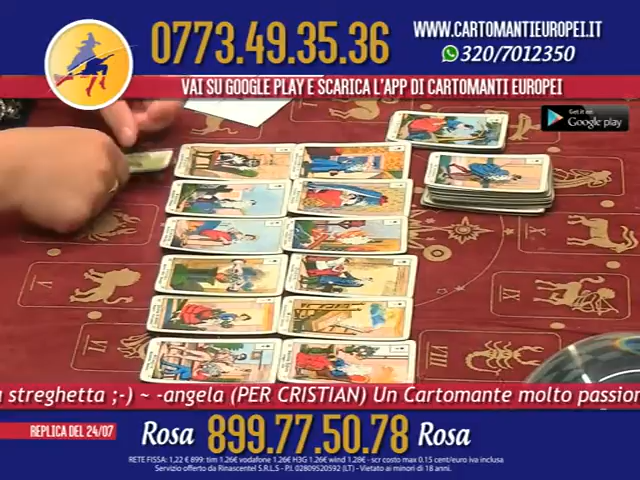 0773.49.35.36
WWW.CARTOMANTIEUROPEI.IT
320/7012350
VAI SU GOOGLE PLAY E SCARICA L'APP DI CARTOMANTI EUROPEI
Get it on
Google play
V
VI
X
IX
VIII
a streghetta ;-) ~ -angela (PER CRISTIAN) Un Cartomante molto passion
REPLICA DEL 24/07
Rosa 899.77.50.78 Rosa
RETE FISSA: 1,22 € 899: tim 1.26€ vodafone 1.26€ H3G 1.26€ wind 1.28€ - scr costo max 0.15 cent/euro iva inclusa
Servizio offerto da Rinascentel S.R.L.S - P.I. 02809520592 (LT) - Vietato ai minori di 18 anni.